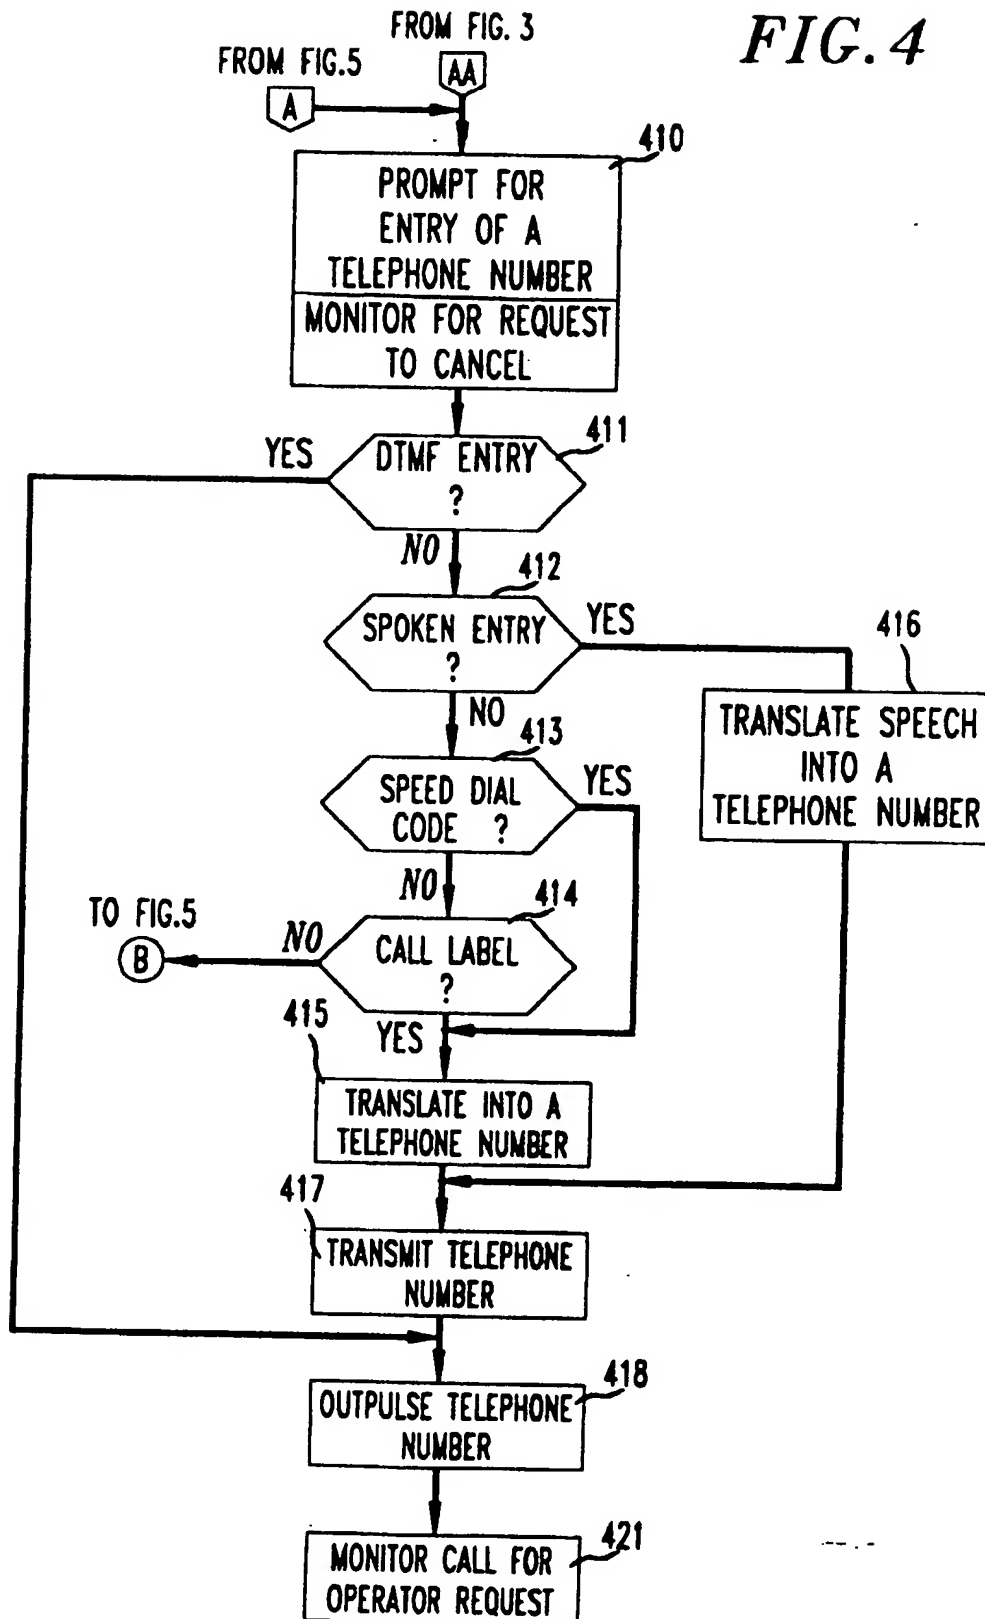 FROM FIG. 3
FIG. 4
FROM FIG.5
AA
A
410
PROMPT FOR
ENTRY OF A
TELEPHONE NUMBER
MONITOR FOR REQUEST
TO CANCEL
411
YES
DTMF ENTRY
?
NO
412
SPOKEN ENTRY
?
YES
416
TRANSLATE SPEECH
INTO A
TELEPHONE NUMBER
NO
413
SPEED DIAL
CODE ?
YES
NO
414
TO FIG.5
B
NO
CALL LABEL
?
415
YES
TRANSLATE INTO A
TELEPHONE NUMBER
417
TRANSMIT TELEPHONE
NUMBER
418
OUTPULSE TELEPHONE
NUMBER
421
MONITOR CALL FOR
OPERATOR REQUEST